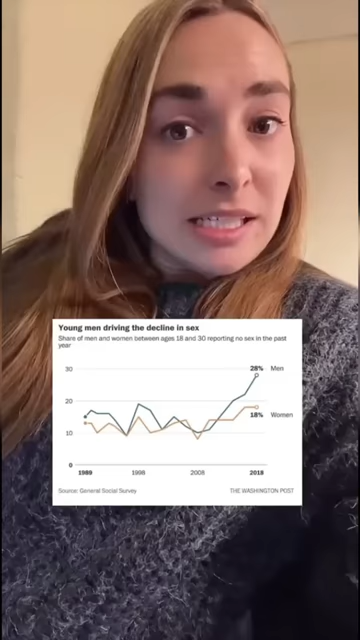 Young men driving the decline in sex
Share of men and women between ages 18 and 30 reporting no sex in the past
year
30
28% Men
20
18% Women
10
0
1989 1998 2008 2018
Source: General Social Survey THE WASHINGTON POST